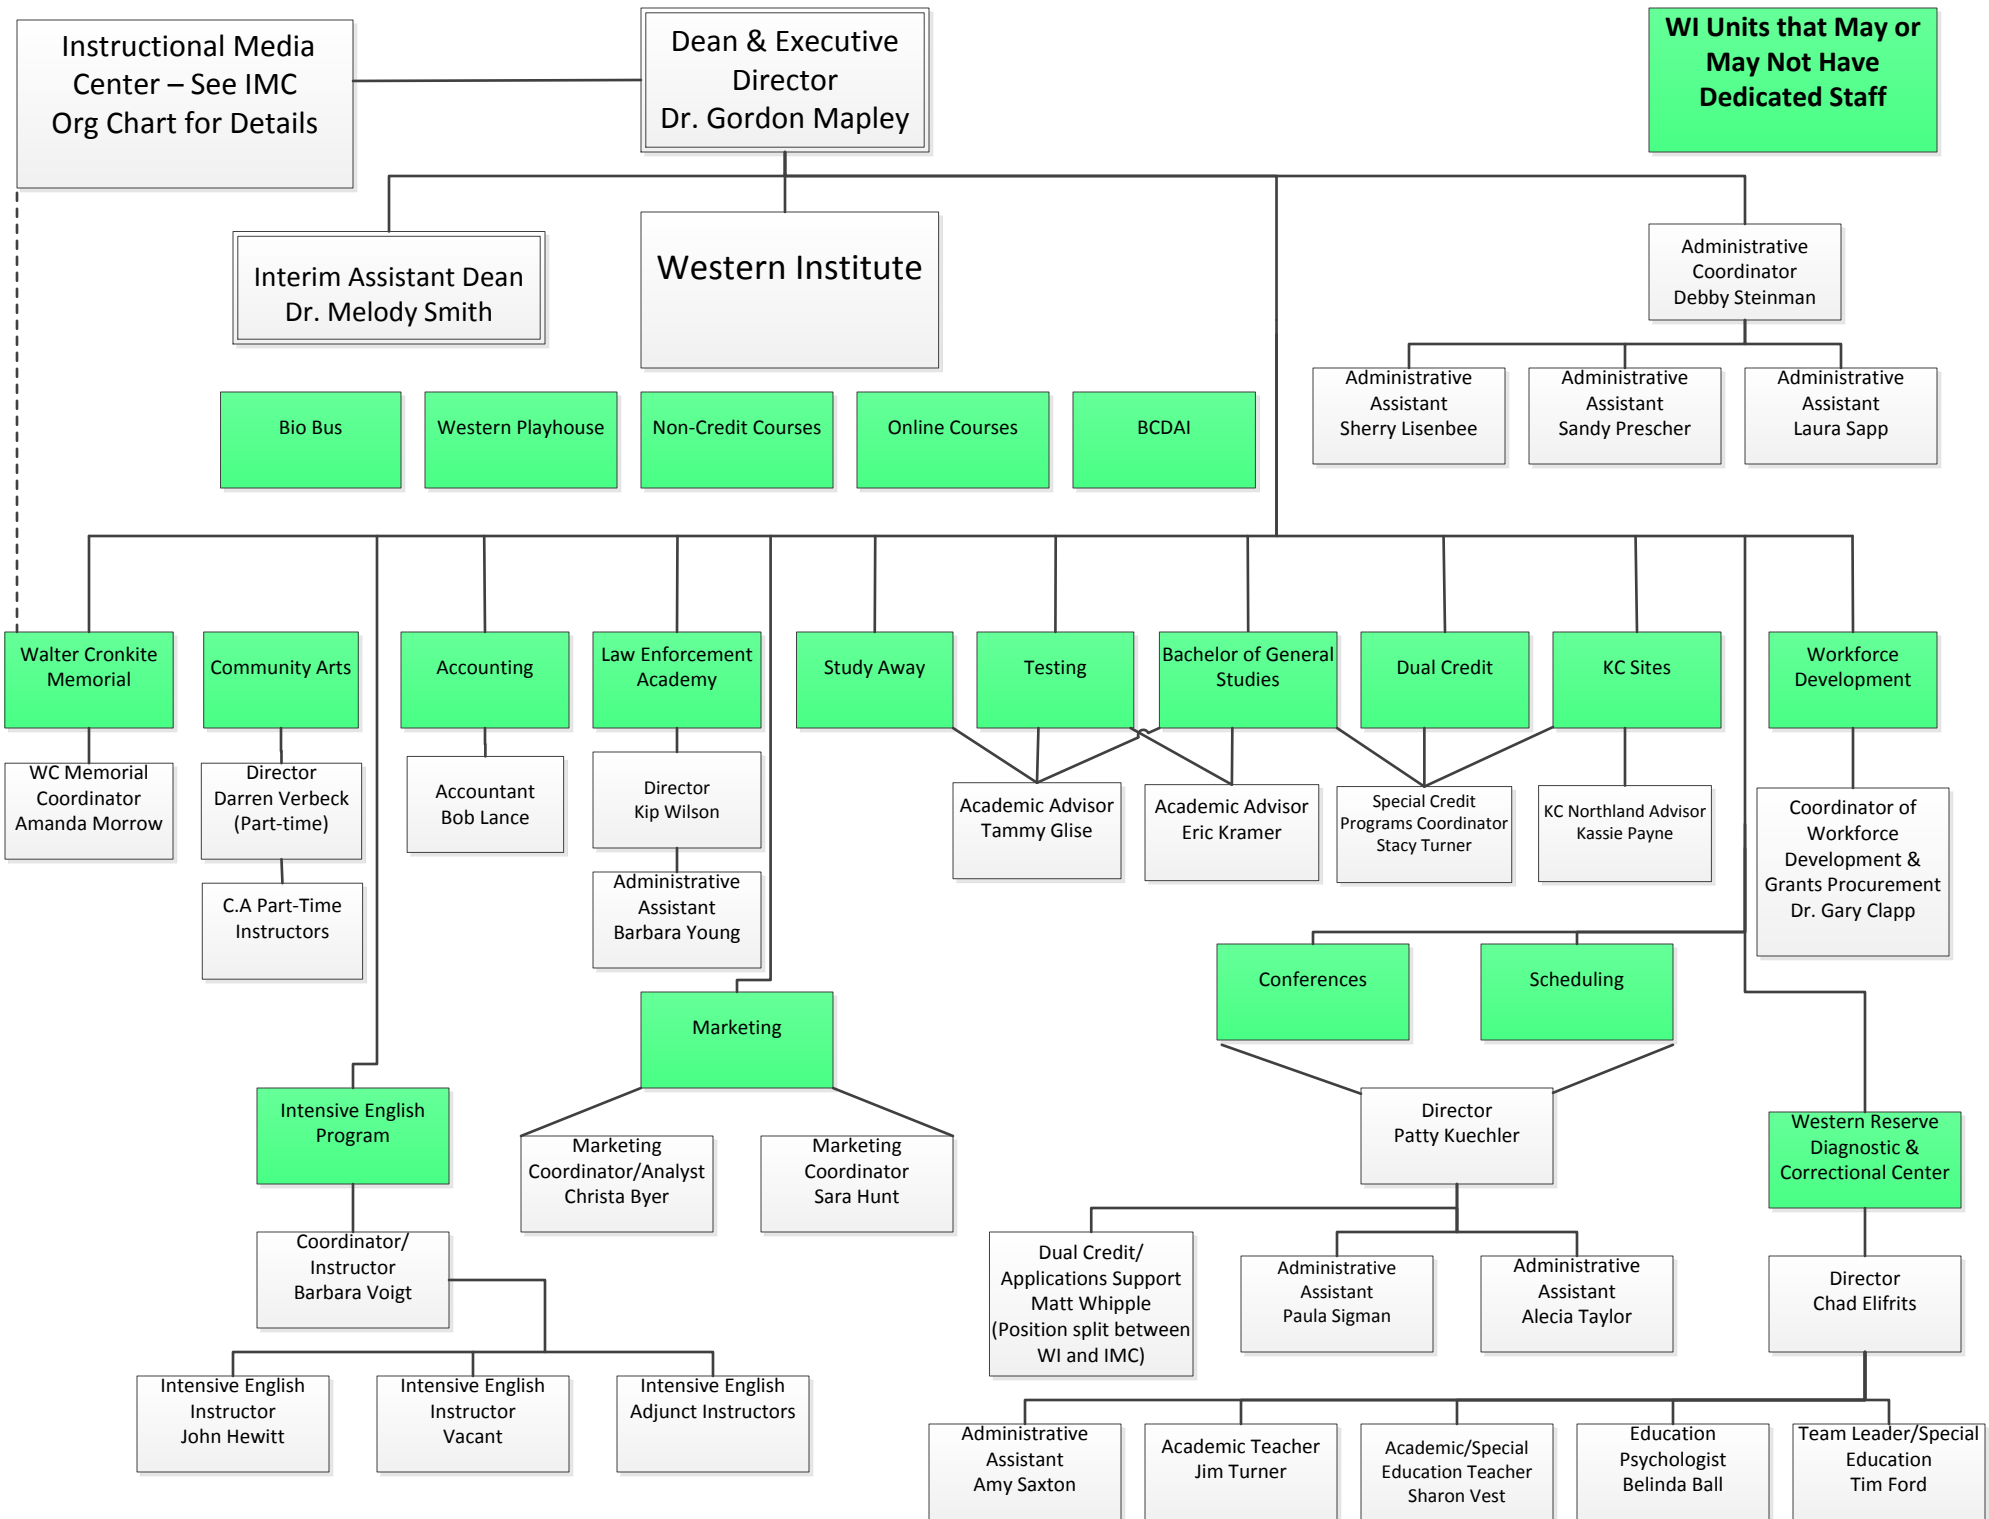 Instructional Media
Center – See IMC
Org Chart for Details
Dean & Executive
Director
Dr. Gordon Mapley
WI Units that May or
May Not Have
Dedicated Staff
Interim Assistant Dean
Dr. Melody Smith
Western Institute
Administrative
Coordinator
Debby Steinman
Administrative
Assistant
Sherry Lisenbee
Administrative
Assistant
Sandy Prescher
Administrative
Assistant
Laura Sapp
Bio Bus
Western Playhouse
Non-Credit Courses
Online Courses
BCDAI
Walter Cronkite
Memorial
Community Arts
Accounting
Law Enforcement
Academy
Study Away
Testing
Bachelor of General
Studies
Dual Credit
KC Sites
Workforce
Development
WC Memorial
Coordinator
Amanda Morrow
Director
Darren Verbeck
(Part-time)
Accountant
Bob Lance
Director
Kip Wilson
Academic Advisor
Tammy Glise
Academic Advisor
Eric Kramer
Special Credit
Programs Coordinator
Stacy Turner
KC Northland Advisor
Kassie Payne
Coordinator of
Workforce
Development &
Grants Procurement
Dr. Gary Clapp
C.A Part-Time
Instructors
Administrative
Assistant
Barbara Young
Conferences
Scheduling
Marketing
Intensive English
Program
Director
Patty Kuechler
Western Reserve
Diagnostic &
Correctional Center
Marketing
Coordinator/Analyst
Christa Byer
Marketing
Coordinator
Sara Hunt
Coordinator/
Instructor
Barbara Voigt
Dual Credit/
Applications Support
Matt Whipple
(Position split between
WI and IMC)
Administrative
Assistant
Paula Sigman
Administrative
Assistant
Alecia Taylor
Director
Chad Elifrits
Intensive English
Instructor
John Hewitt
Intensive English
Instructor
Vacant
Intensive English
Adjunct Instructors
Administrative
Assistant
Amy Saxton
Academic Teacher
Jim Turner
Academic/Special
Education Teacher
Sharon Vest
Education
Psychologist
Belinda Ball
Team Leader/Special
Education
Tim Ford